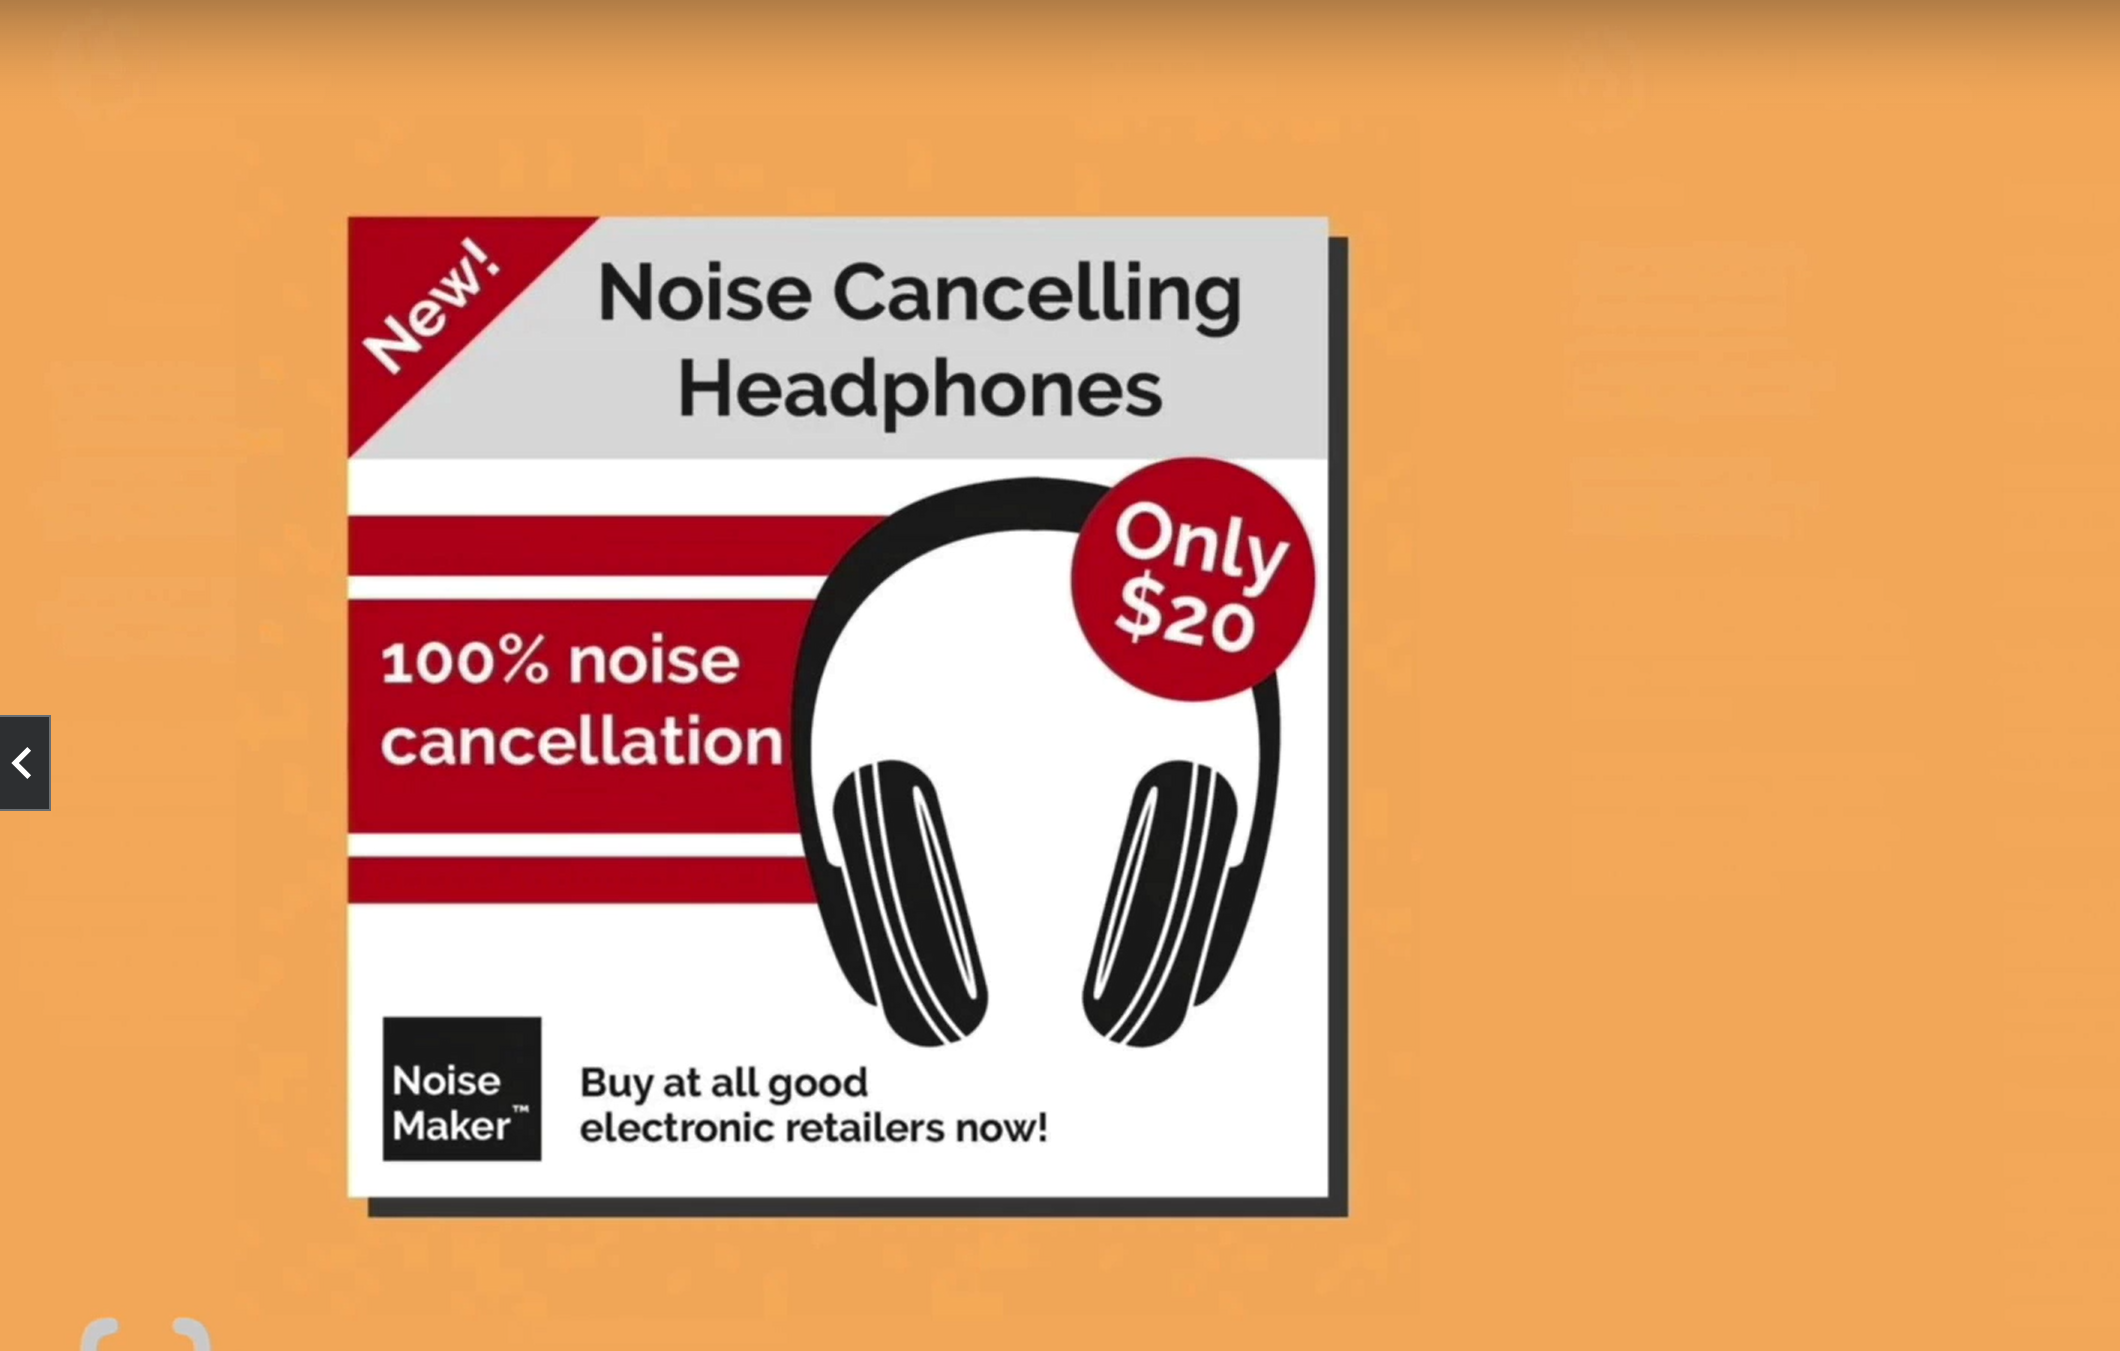 New!
Noise Cancelling
Headphones
Only
$20
100% noise
cancellation
Noise
Maker™
Buy at all good
electronic retailers now!